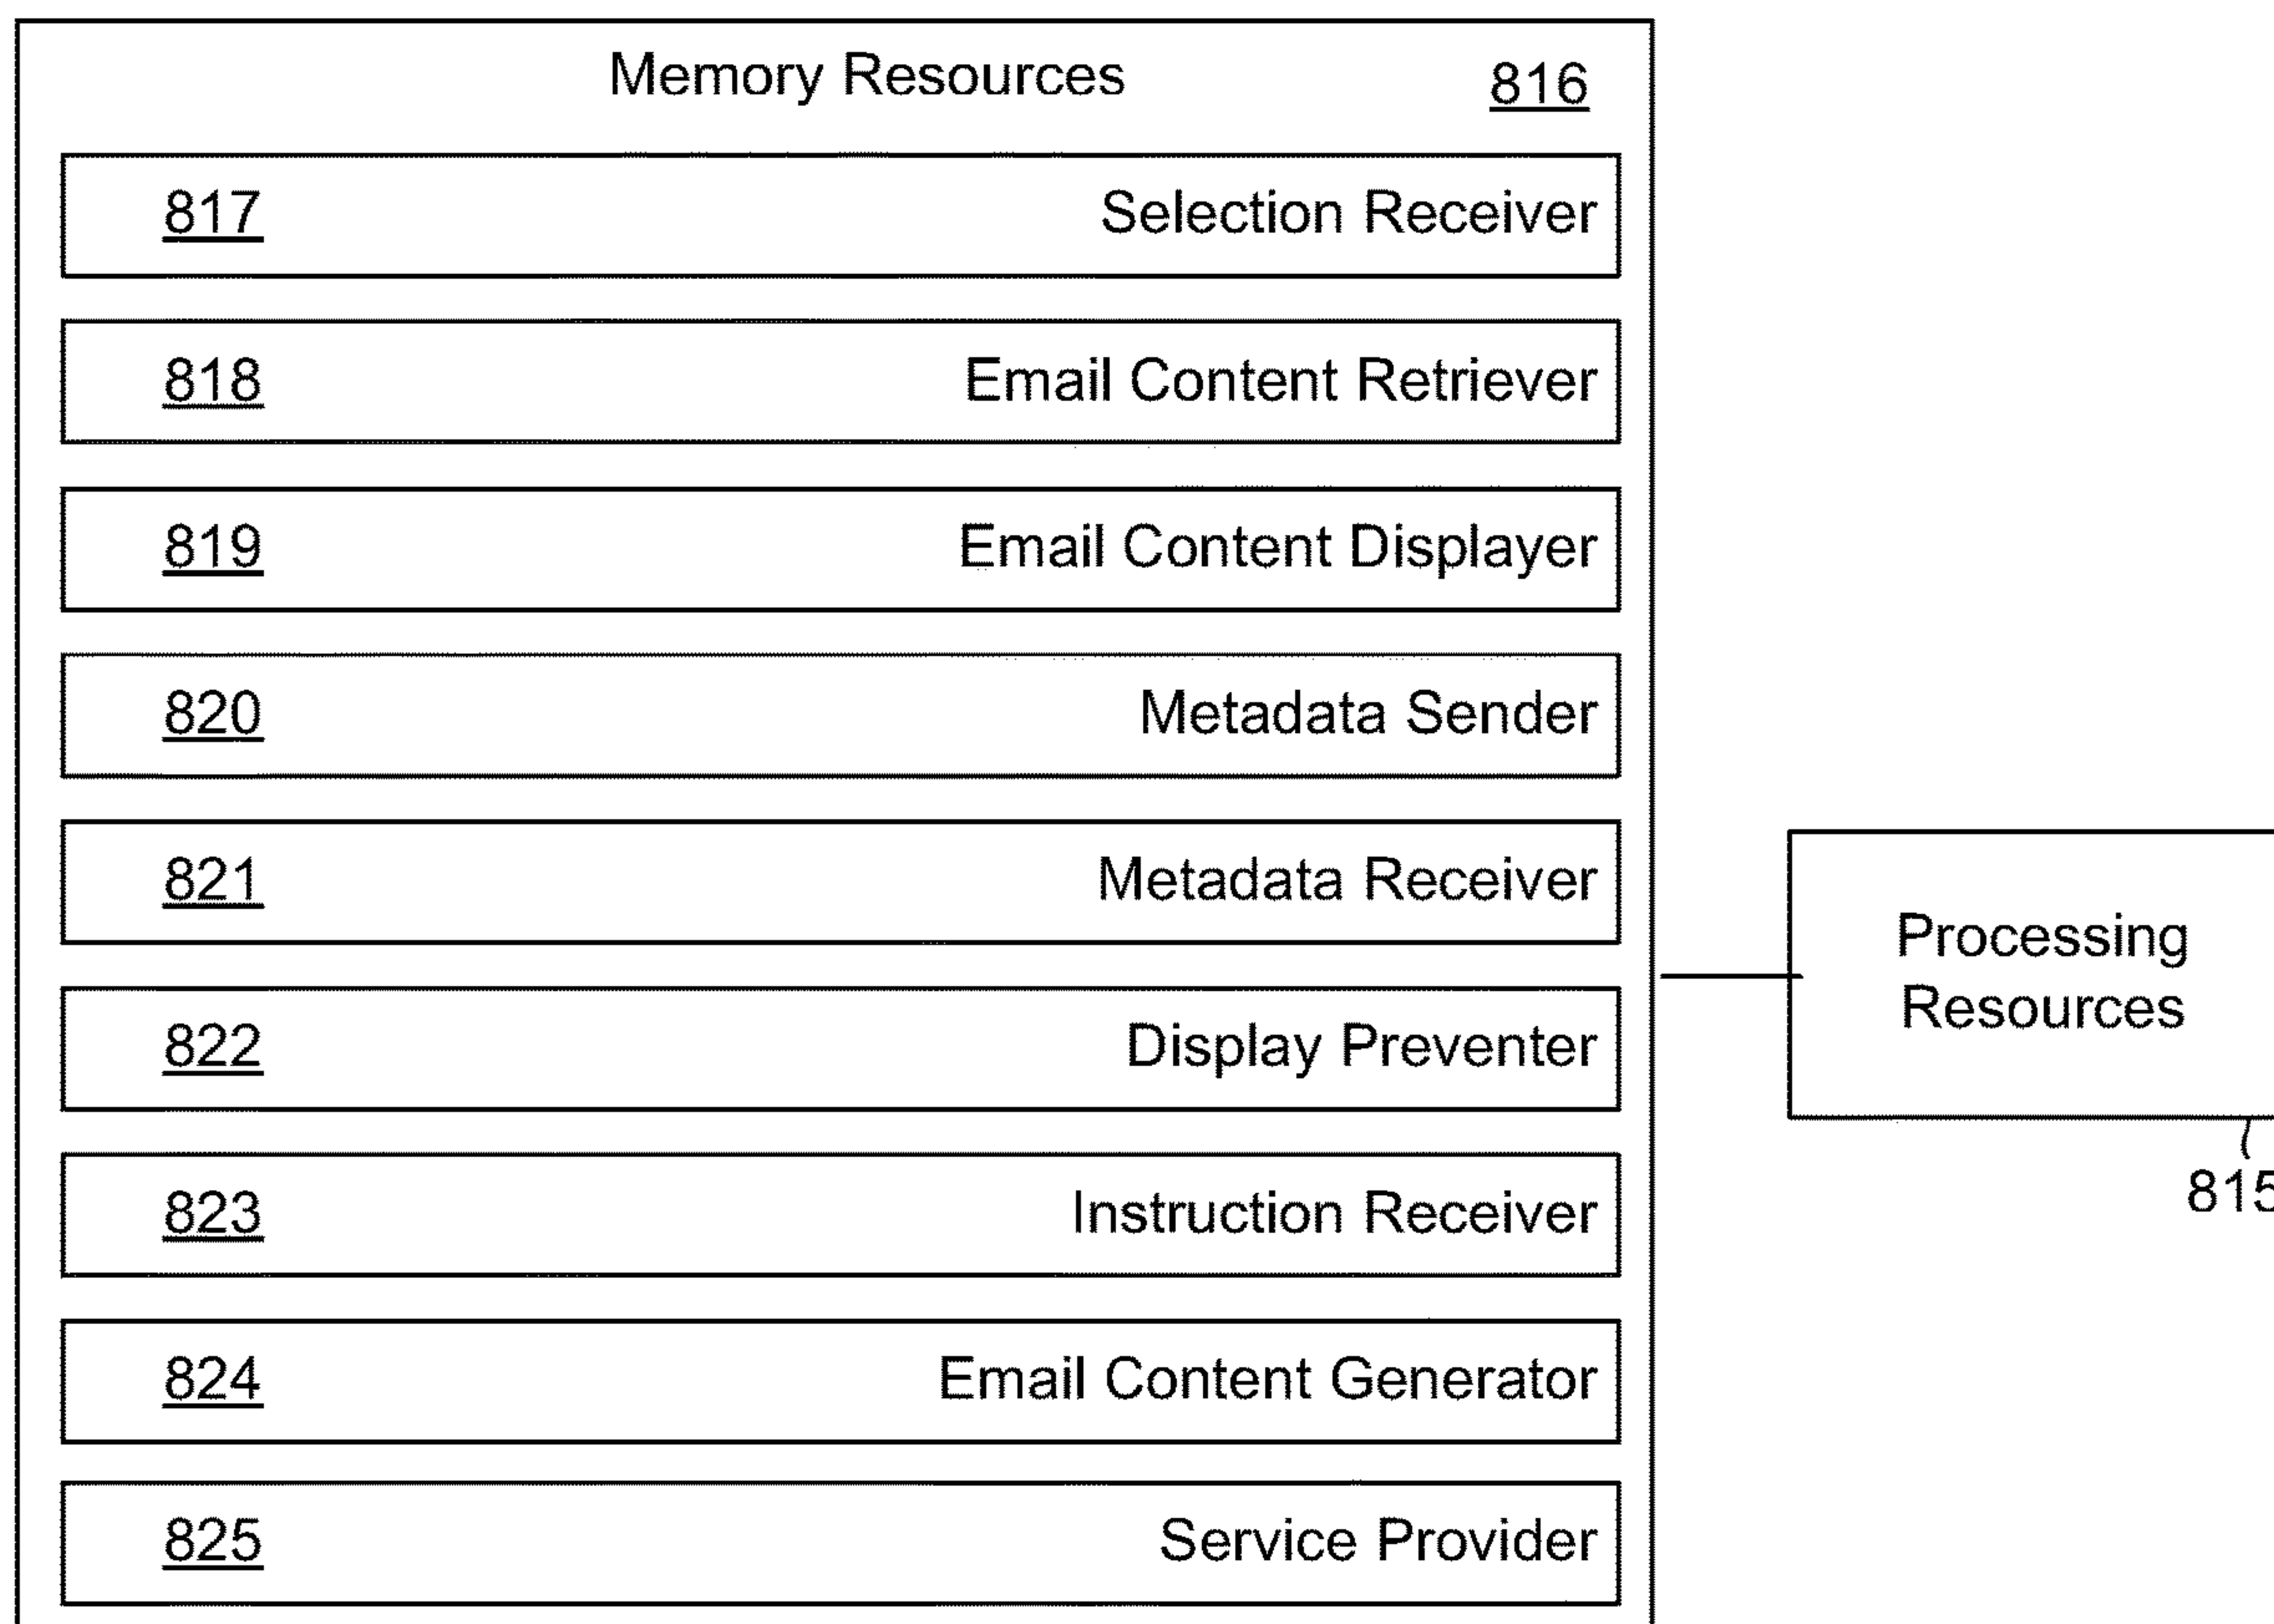 Memory Resources 816
817 Selection Receiver
818 Email Content Retriever
819 Email Content Displayer
820 Metadata Sender
821 Metadata Receiver
822 Display Preventer
823 Instruction Receiver
824 Email Content Generator
825 Service Provider
Processing
Resources
815